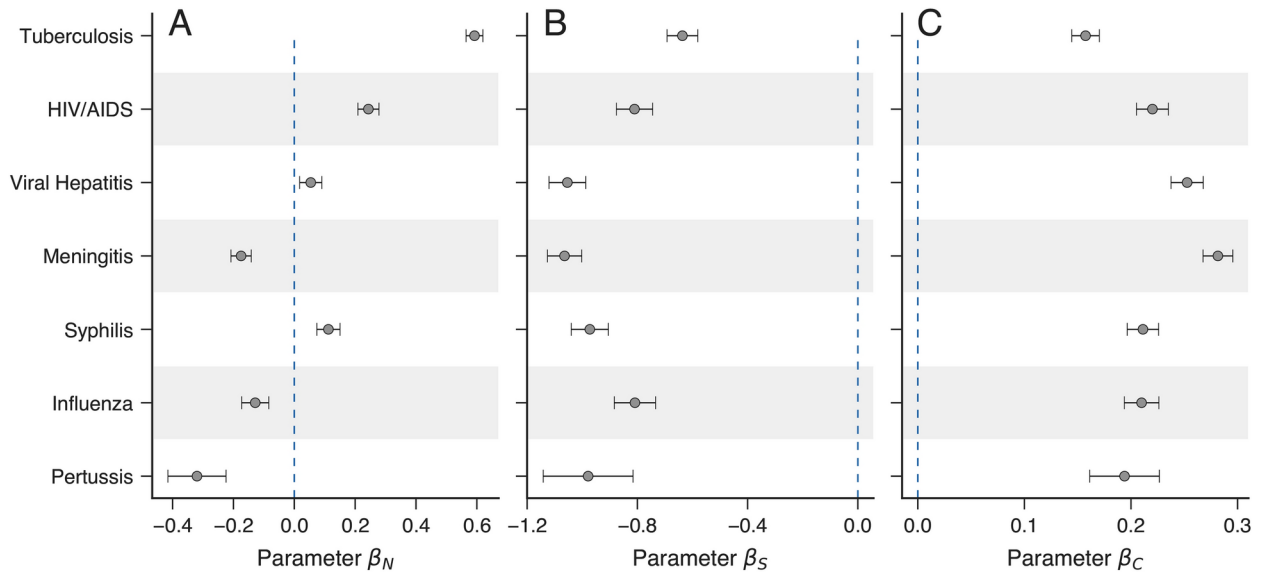 A B C
Tuberculosis
HIV/AIDS
Viral Hepatitis
Meningitis
Syphilis
Influenza
Pertussis
−0.4 −0.2 0.0 0.2 0.4 0.6
−1.2 −0.8 −0.4 0.0
0.0 0.1 0.2 0.3
Parameter β_N
Parameter β_S
Parameter β_C